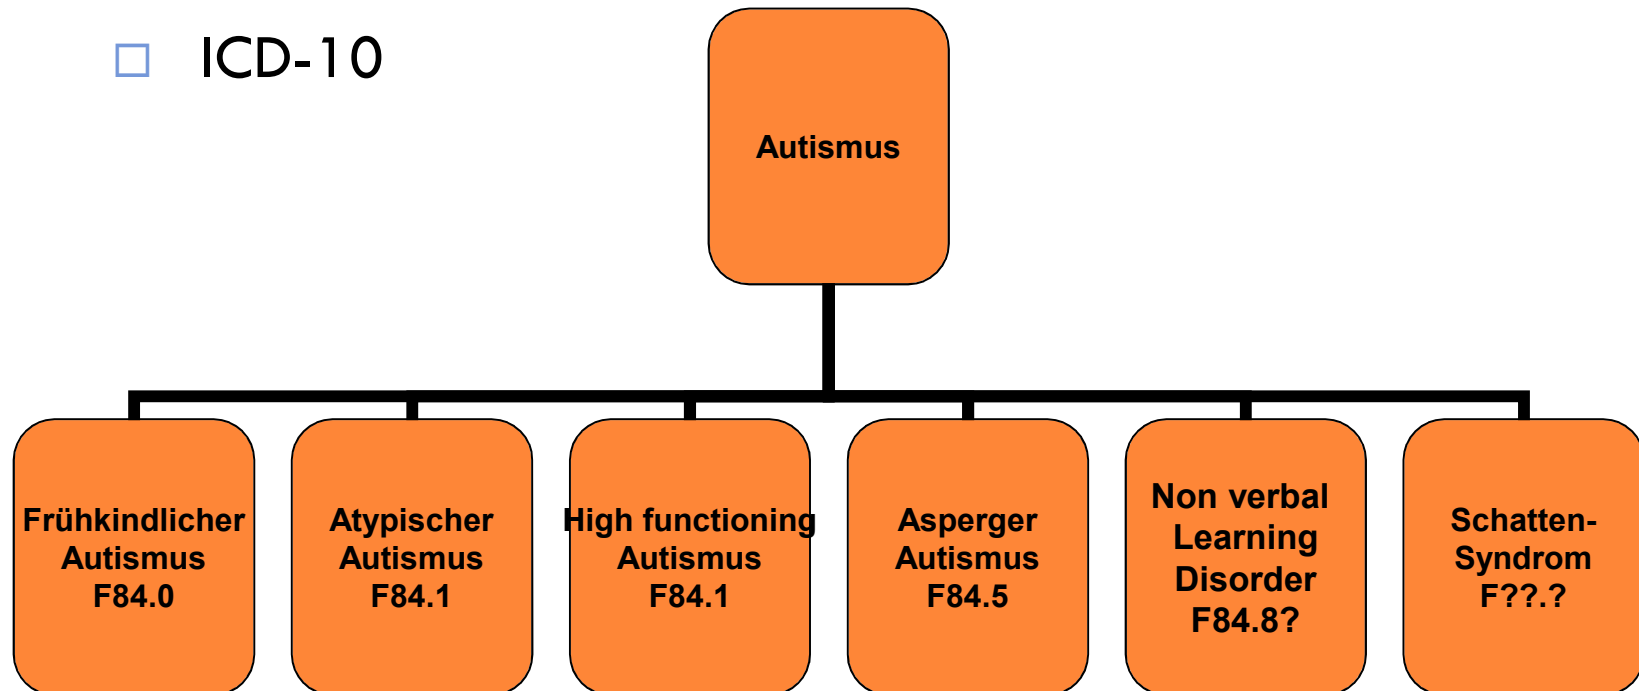 ICD-10
Autismus
Frühkindlicher
Autismus
F84.0
Atypischer
Autismus
F84.1
High functioning
Autismus
F84.1
Asperger
Autismus
F84.5
Non verbal
Learning
Disorder
F84.8?
Schatten-
Syndrom
F??.?